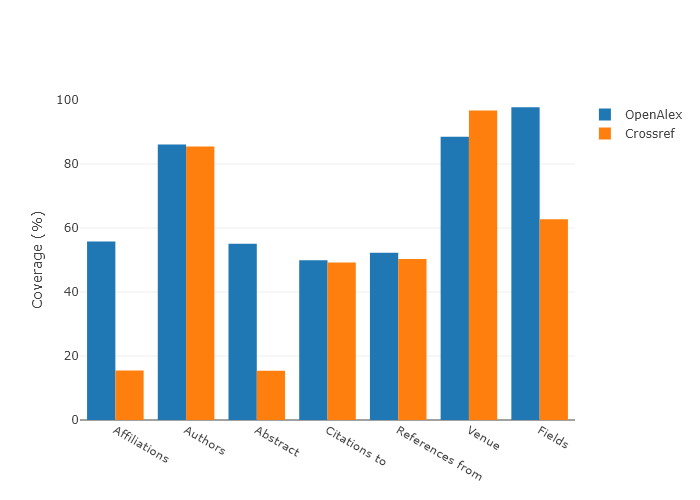 100
80
60
40
20
0
Coverage (%)
Affiliations
Authors
Abstract
Citations to
References from
Venue
Fields
OpenAlex
Crossref